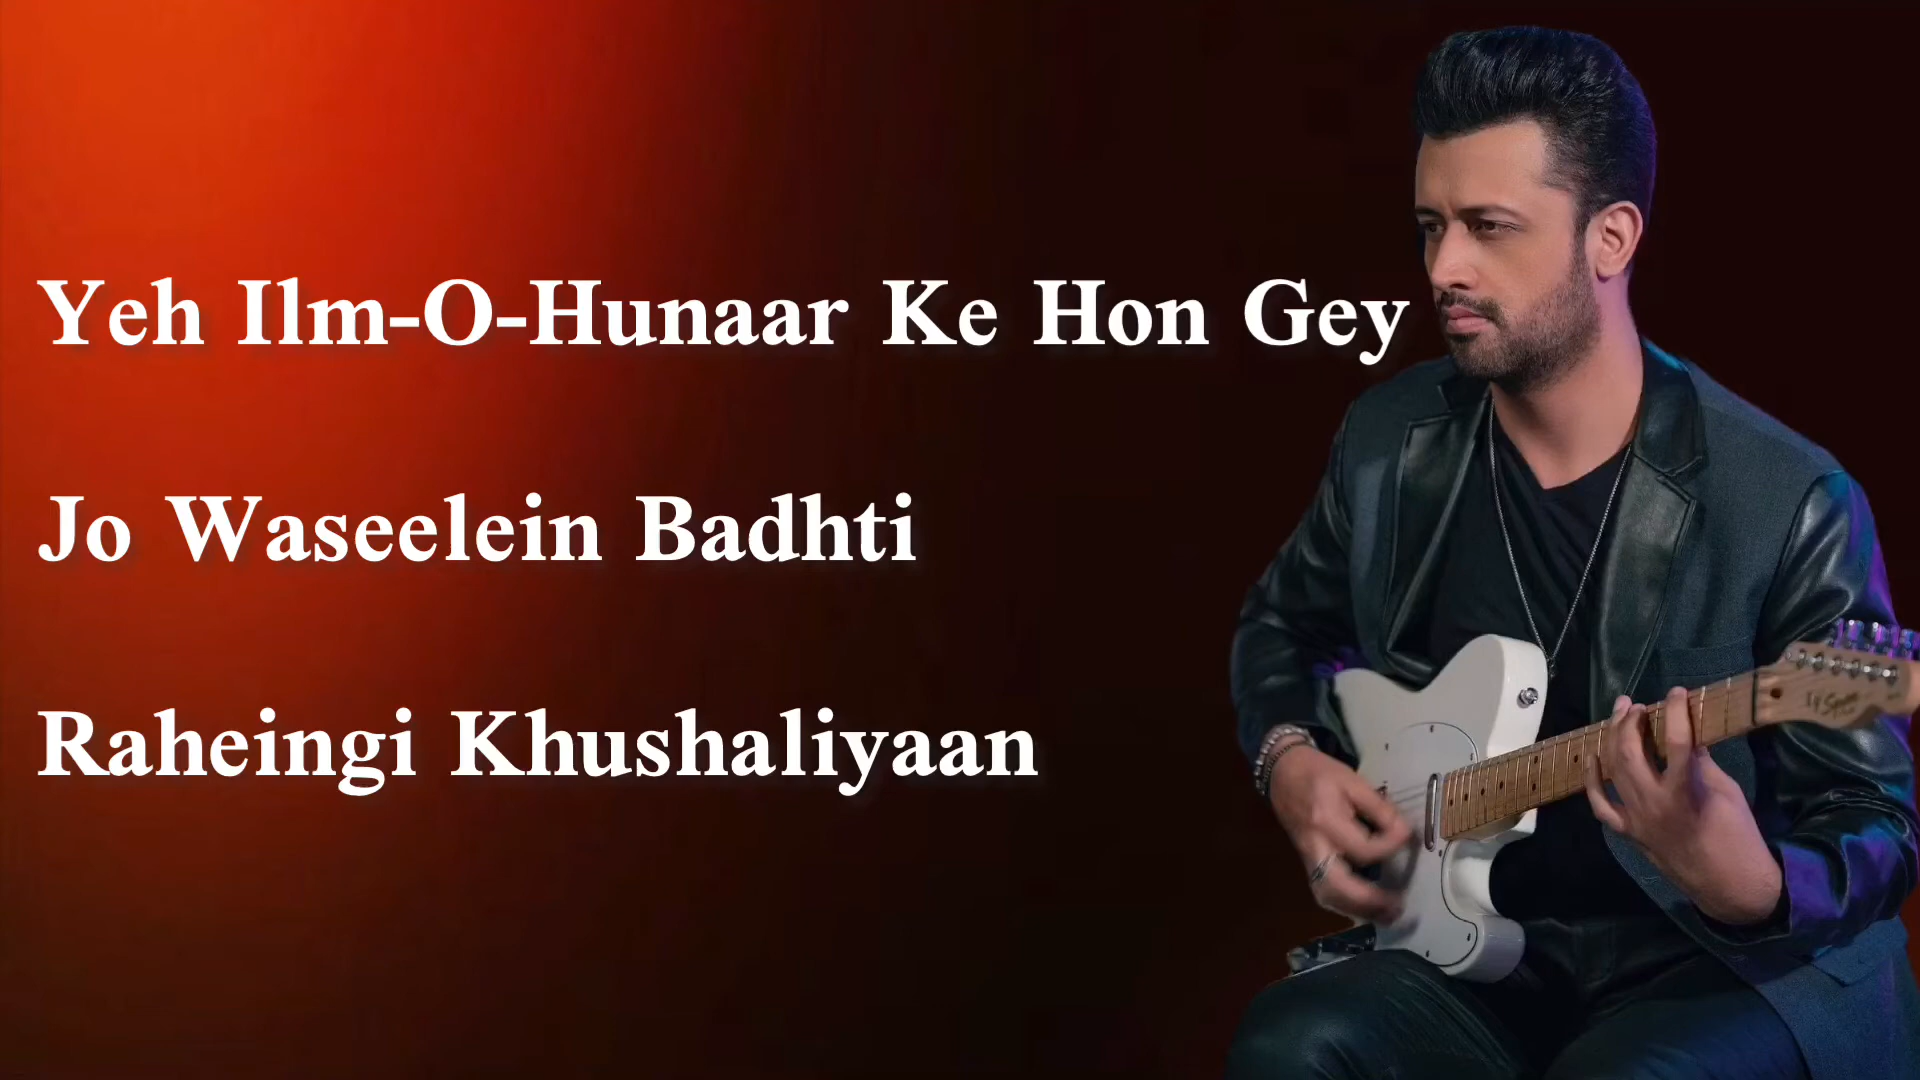 Yeh Ilm-O-Hunaar Ke Hon Gey
Jo Waseelein Badhti
Raheingi Khushaliyaan